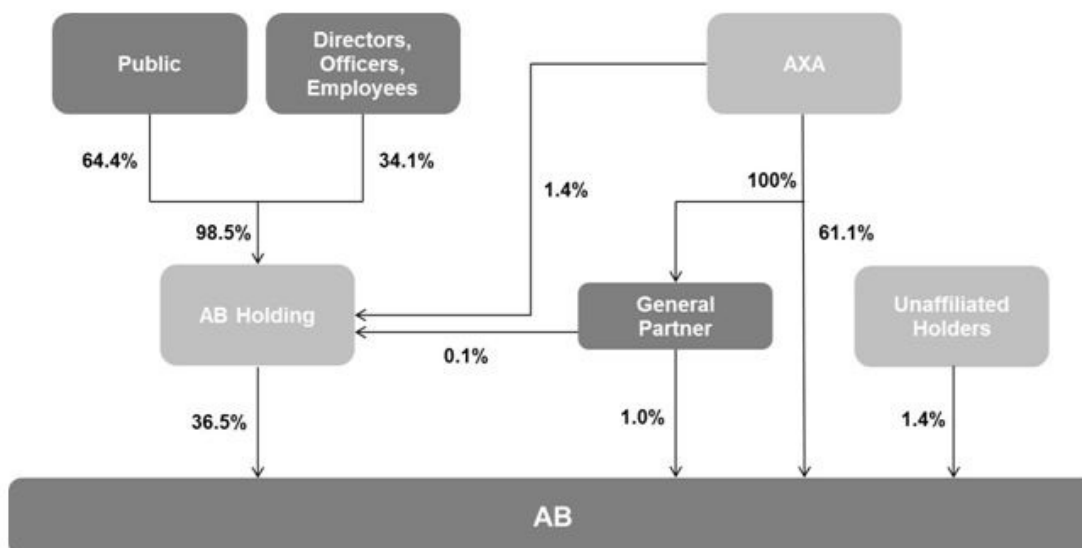 Public
Directors,
Officers,
Employees
AXA
64.4%
34.1%
1.4%
100%
98.5%
61.1%
AB Holding
General
Partner
Unaffiliated
Holders
0.1%
36.5%
1.0%
1.4%
AB